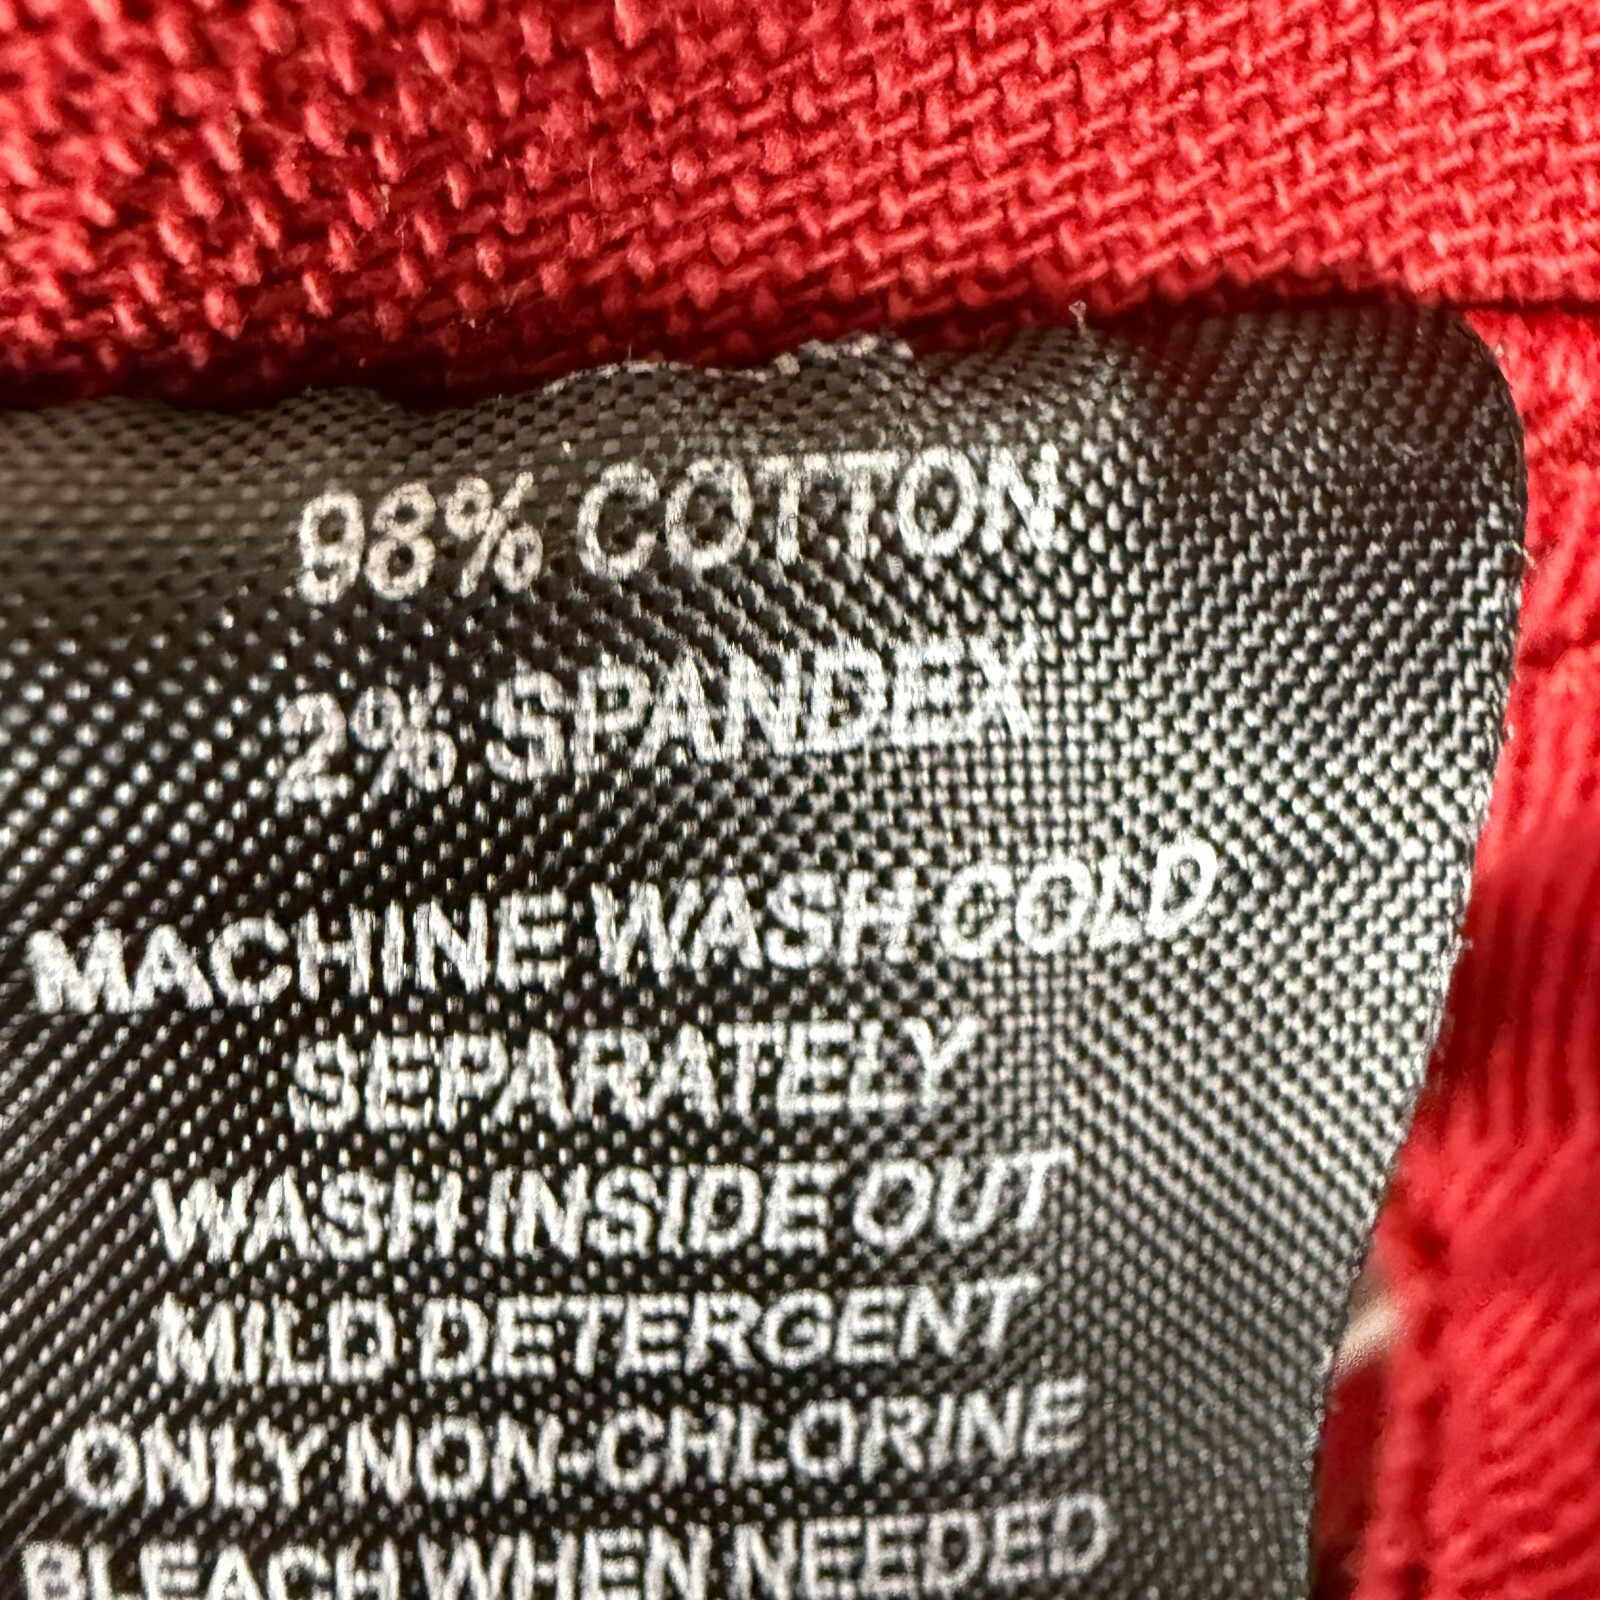 98% COTTON
2% SPANDEX
MACHINE WASH COLD
SEPARATELY
WASH INSIDE OUT
MILD DETERGENT
ONLY NON-CHLORINE
BLEACH WHEN NEEDED